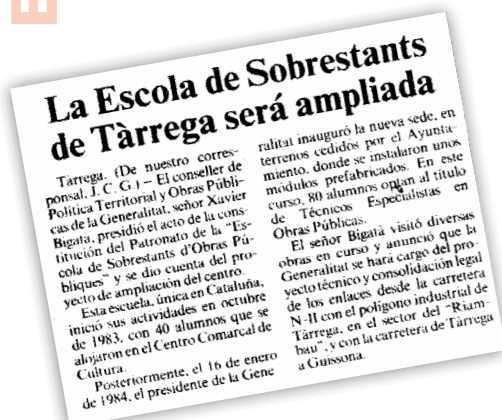 La Escola de Sobrestants
de Tàrrega será ampliada
Tàrrega. (De nuestro corres-
ponsal, J. C. G.) – El conseller de
Política Territorial y Obras Públi-
cas de la Generalitat, señor Xavier
Bigatà, presidió el acto de la cons-
titución del Patronato de la "Es-
cola de Sobrestants d'Obras Pú-
bliques" y se dio cuenta del pro-
yecto de ampliación del centro.
Esta escuela, única en Cataluña,
inició sus actividades en octubre
de 1983, con 40 alumnos que se
alojaron en el Centro Comarcal de
Cultura.
Posteriormente, el 16 de enero
de 1984, el presidente de la Gene
ralitat inauguró la nueva sede, en
terrenos cedidos por el Ayunta-
miento, donde se instalaron unos
módulos prefabricados. En este
curso, 80 alumnos optan al título
de Técnicos Especialistas en
Obras Públicas.
El señor Bigatà visitó diversas
obras en curso y anunció que la
Generalitat se hará cargo del pro-
yecto técnico y consolidación legal
de los enlaces desde la carretera
N-II con el polígono industrial de
Tàrrega, en el sector del "Riam-
bau", y con la carretera de Tàrrega
a Guissona.